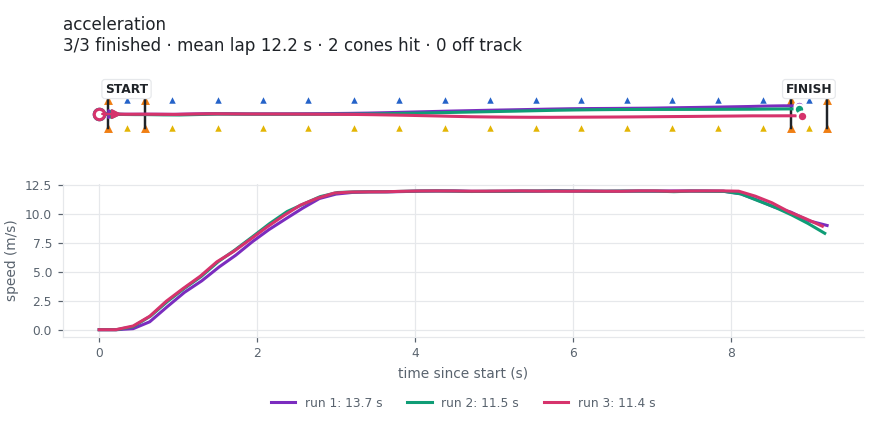 acceleration
3/3 finished · mean lap 12.2 s · 2 cones hit · 0 off track
START
FINISH
12.5
10.0
7.5
5.0
2.5
0.0
speed (m/s)
0
2
4
6
8
time since start (s)
run 1: 13.7 s
run 2: 11.5 s
run 3: 11.4 s